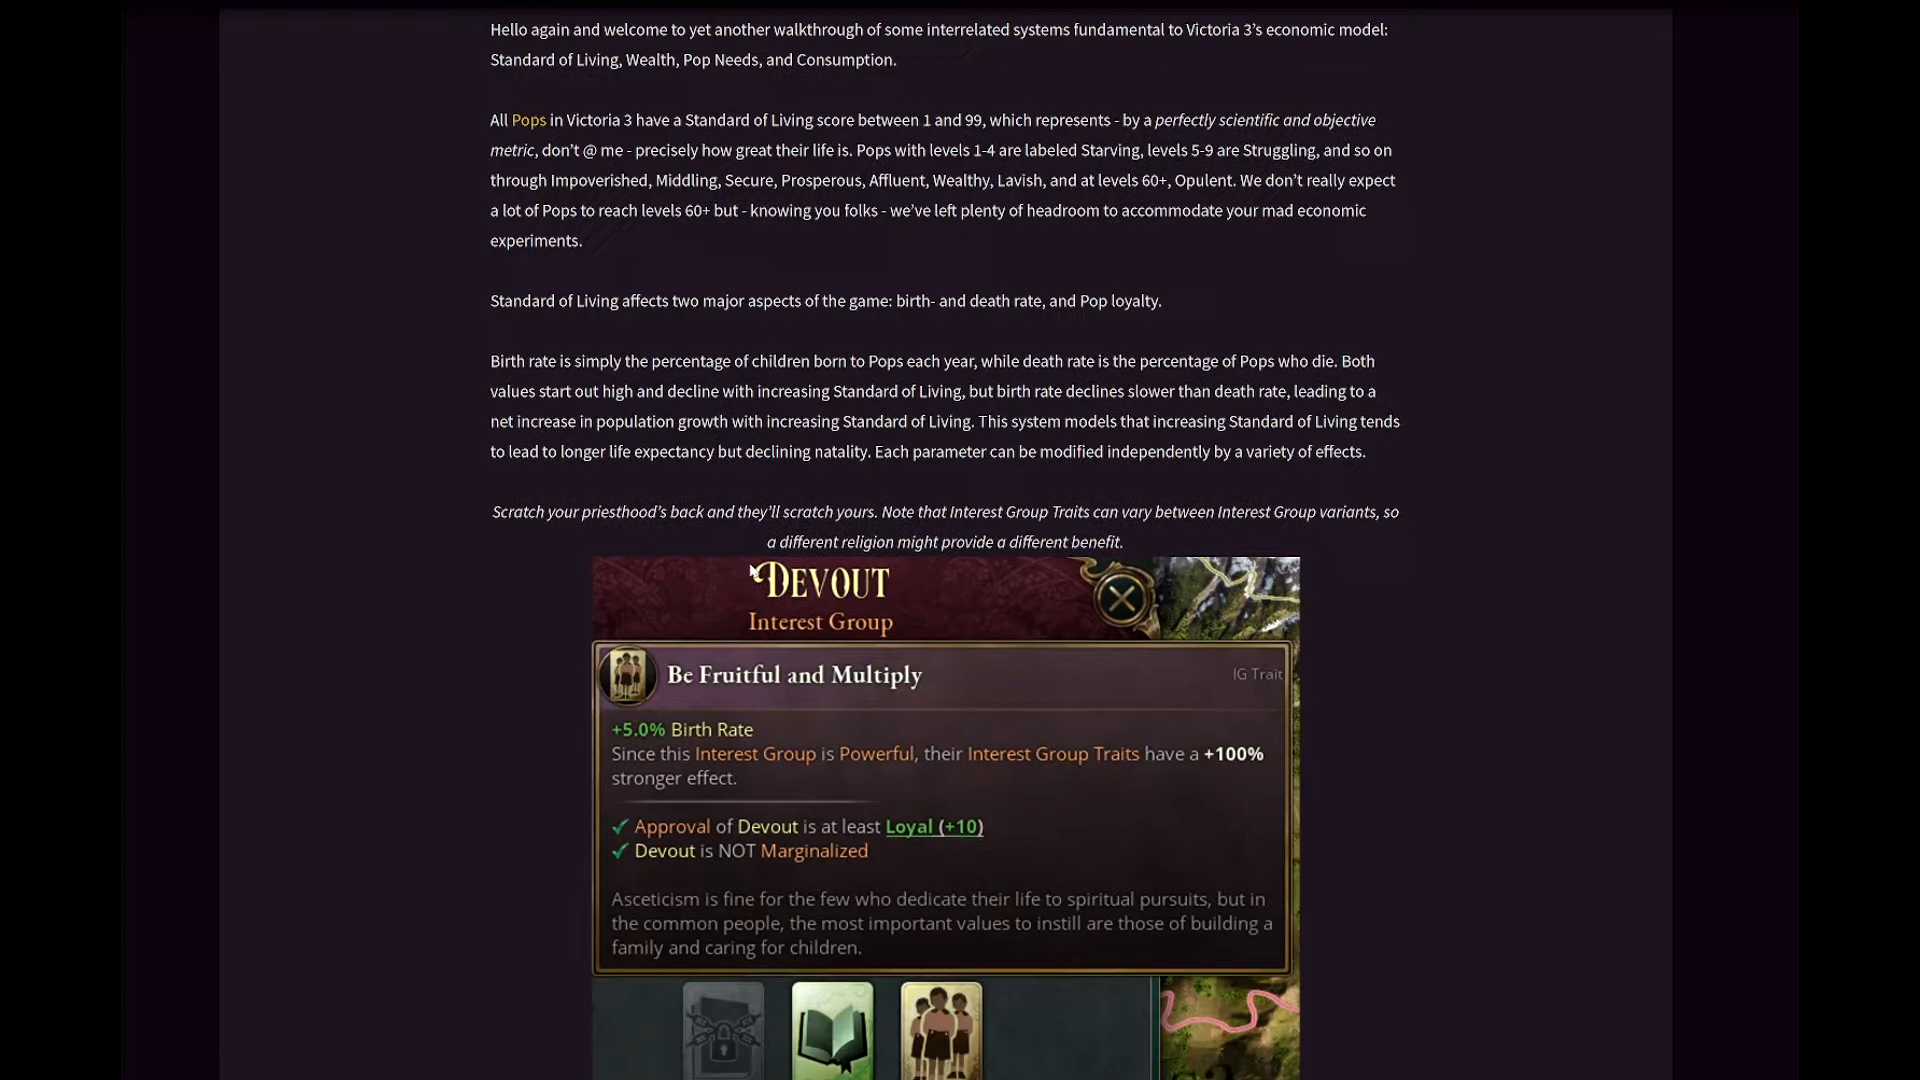 Hello again and welcome to yet another walkthrough of some interrelated systems fundamental to Victoria 3’s economic model:
Standard of Living, Wealth, Pop Needs, and Consumption.
All Pops in Victoria 3 have a Standard of Living score between 1 and 99, which represents - by a perfectly scientific and objective
metric, don’t @ me - precisely how great their life is. Pops with levels 1-4 are labeled Starving, levels 5-9 are Struggling, and so on
through Impoverished, Middling, Secure, Prosperous, Affluent, Wealthy, Lavish, and at levels 60+, Opulent. We don’t really expect
a lot of Pops to reach levels 60+ but - knowing you folks - we’ve left plenty of headroom to accommodate your mad economic
experiments.
Standard of Living affects two major aspects of the game: birth- and death rate, and Pop loyalty.
Birth rate is simply the percentage of children born to Pops each year, while death rate is the percentage of Pops who die. Both
values start out high and decline with increasing Standard of Living, but birth rate declines slower than death rate, leading to a
net increase in population growth with increasing Standard of Living. This system models that increasing Standard of Living tends
to lead to longer life expectancy but declining natality. Each parameter can be modified independently by a variety of effects.
Scratch your priesthood’s back and they’ll scratch yours. Note that Interest Group Traits can vary between Interest Group variants, so
a different religion might provide a different benefit.
DEVOUT
Interest Group
Be Fruitful and Multiply
IG Trait
+5.0% Birth Rate
Since this Interest Group is Powerful, their Interest Group Traits have a +100%
stronger effect.
Approval of Devout is at least Loyal (+10)
Devout is NOT Marginalized
Asceticism is fine for the few who dedicate their life to spiritual pursuits, but in
the common people, the most important values to instill are those of building a
family and caring for children.